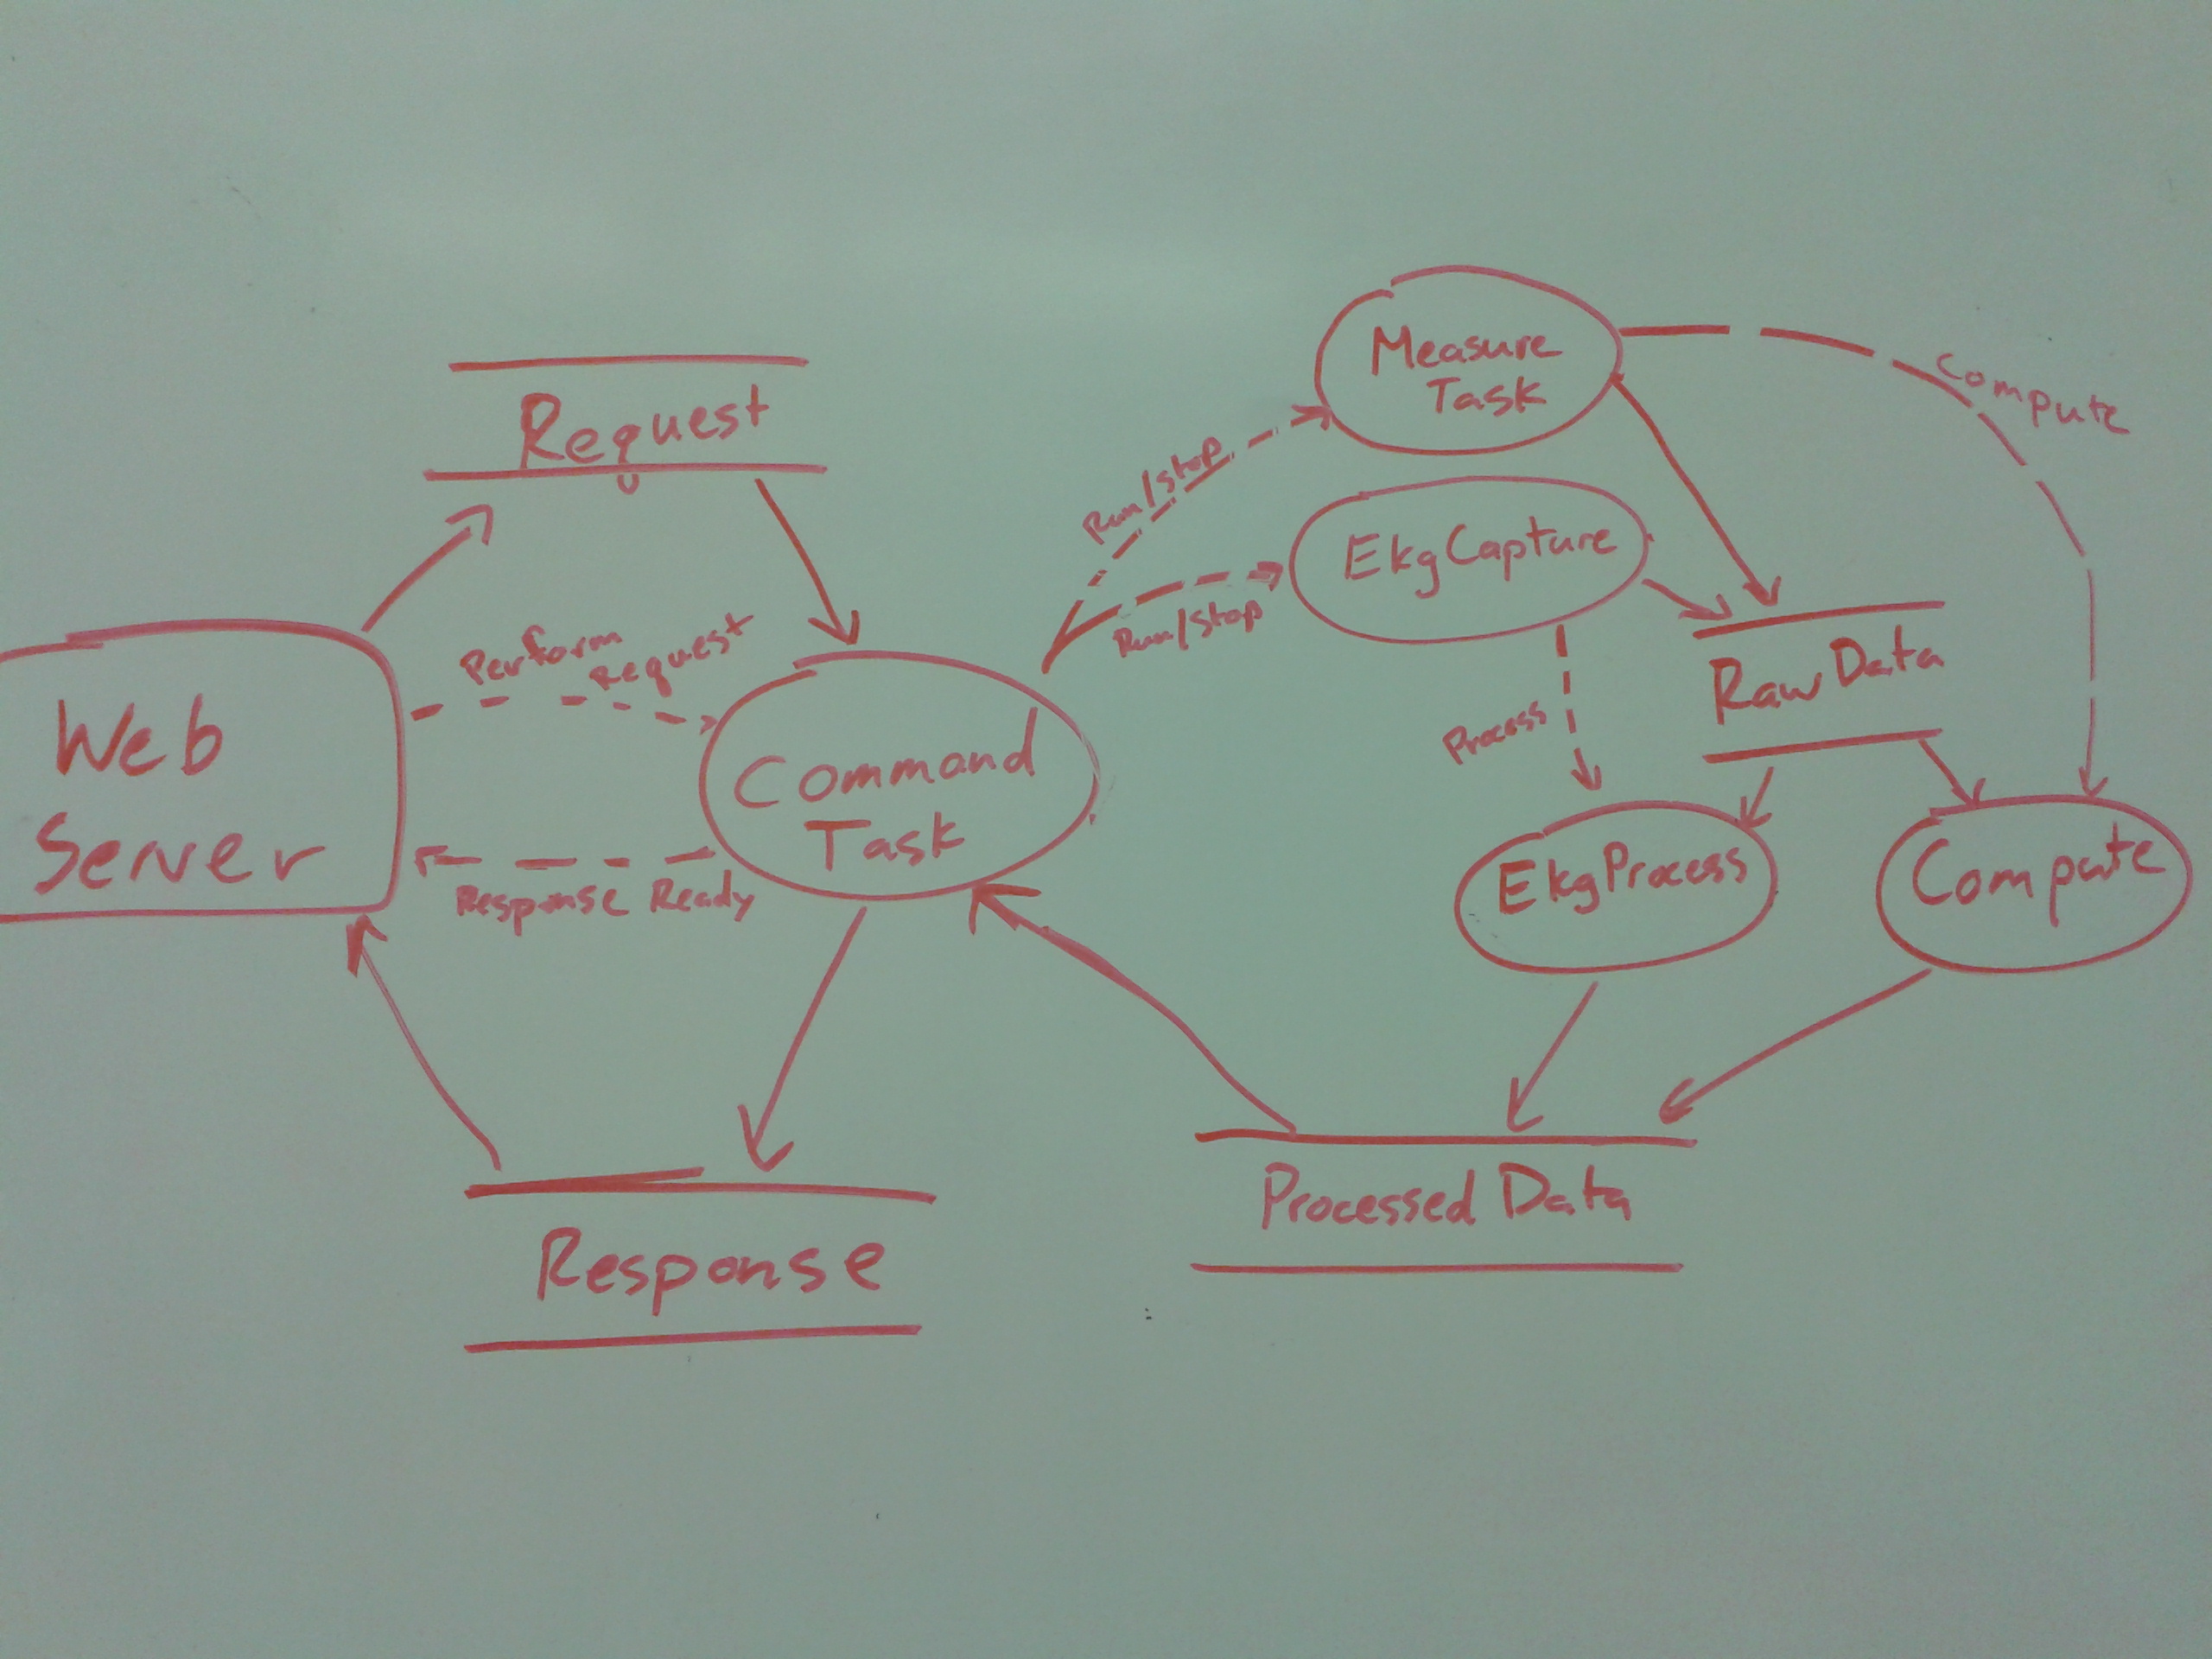 Request
Web
Server
Perform
Request
Response Ready
Command
Task
Response
Run/Stop
Run/Stop
Measure
Task
EkgCapture
Compute
Raw Data
Process
EkgProcess
Compute
Processed Data